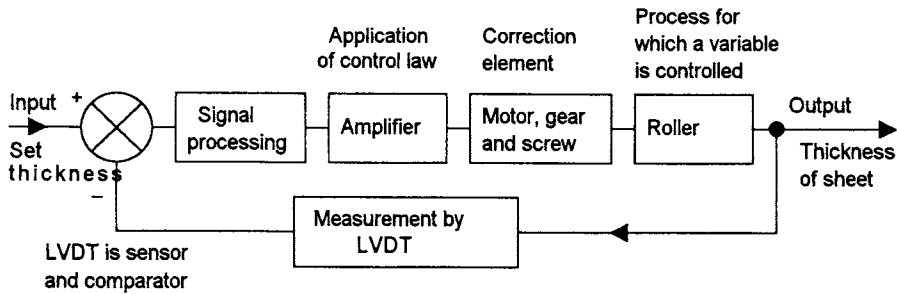 Application
of control law
Correction
element
Process for
which a variable
is controlled
Input
+
Set
thickness
−
Signal
processing
Amplifier
Motor, gear
and screw
Roller
Output
Thickness
of sheet
Measurement by
LVDT
LVDT is sensor
and comparator